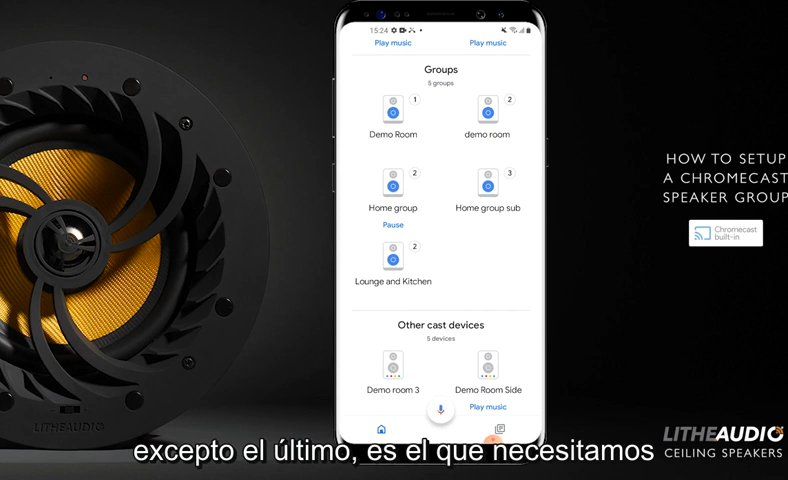 15:24
Play music
Play music
Groups
5 groups
1
2
Demo Room
demo room
2
3
Home group
Home group sub
Pause
2
Lounge and Kitchen
Other cast devices
5 devices
Demo room 3
Demo Room Side
Play music
HOW TO SETUP
A CHROMECAST
SPEAKER GROUP
Chromecast
built-in
LITHEAUDIO
LITHEAUDIO
CEILING SPEAKERS
excepto el último, es el que necesitamos